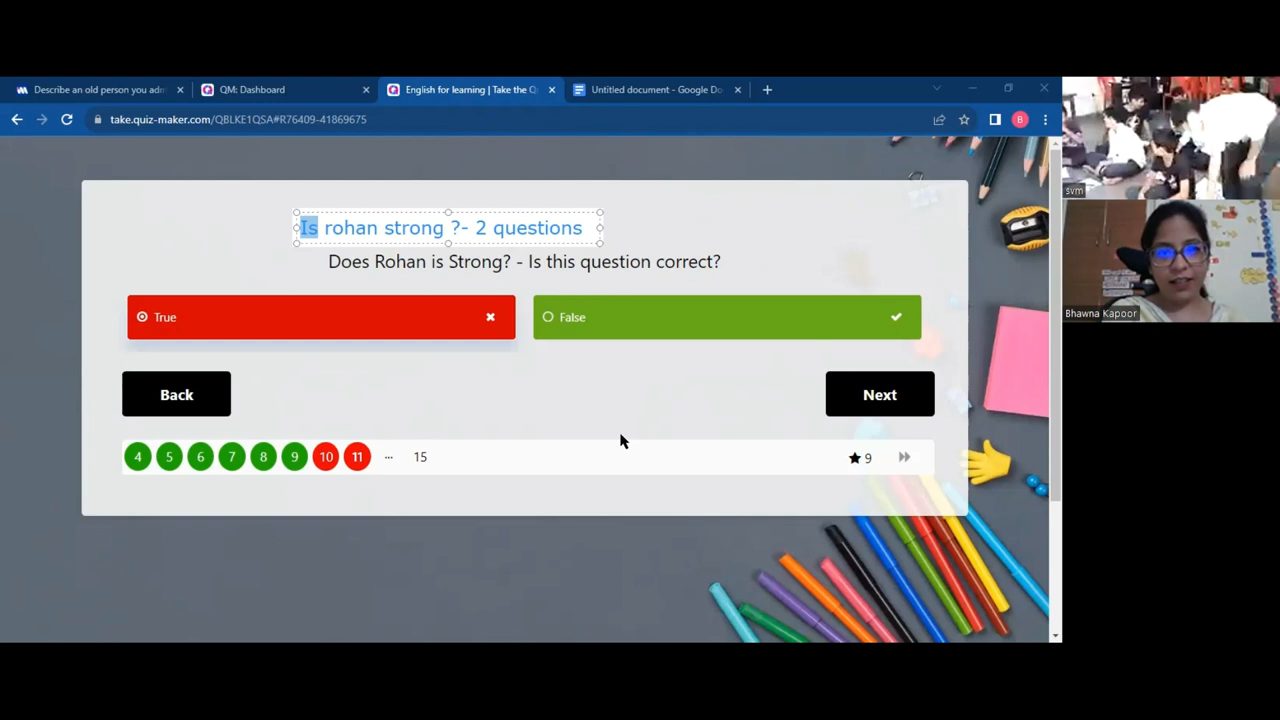 Describe an old person you adm
QM: Dashboard
English for learning | Take the Q
Untitled document - Google Do
take.quiz-maker.com/QBLKE1QSA#R76409-41869675
B
svm
Is rohan strong ?- 2 questions
Does Rohan is Strong? - Is this question correct?
True
False
Bhawna Kapoor
Back
Next
4 5 6 7 8 9 10 11 ... 15
9